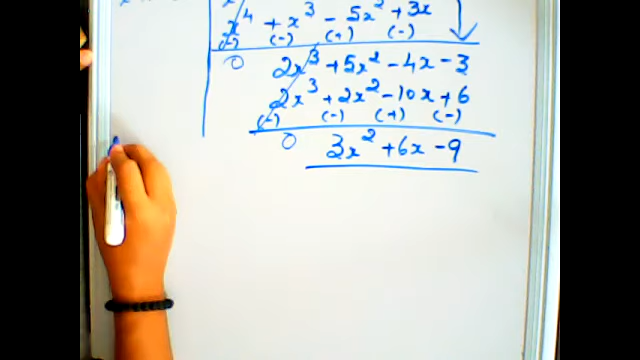 x⁴ + x³ - 5x² + 3x
(-) (-) (+) (-)
0 2x³ + 5x² - 4x - 3
2x³ + 2x² - 10x + 6
(-) (-) (+) (-)
0 3x² + 6x - 9